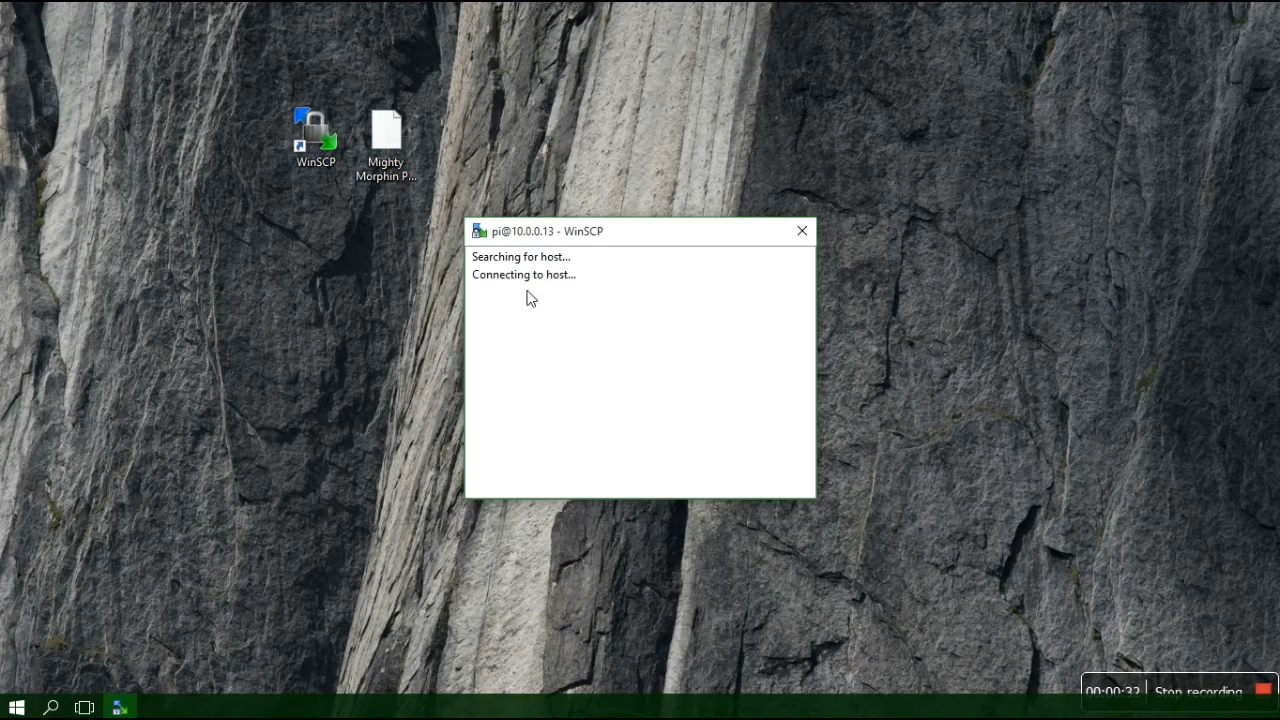 WinSCP
Mighty
Morphin P...
pi@10.0.0.13 - WinSCP
Searching for host...
Connecting to host...
00:00:32
Stop recording